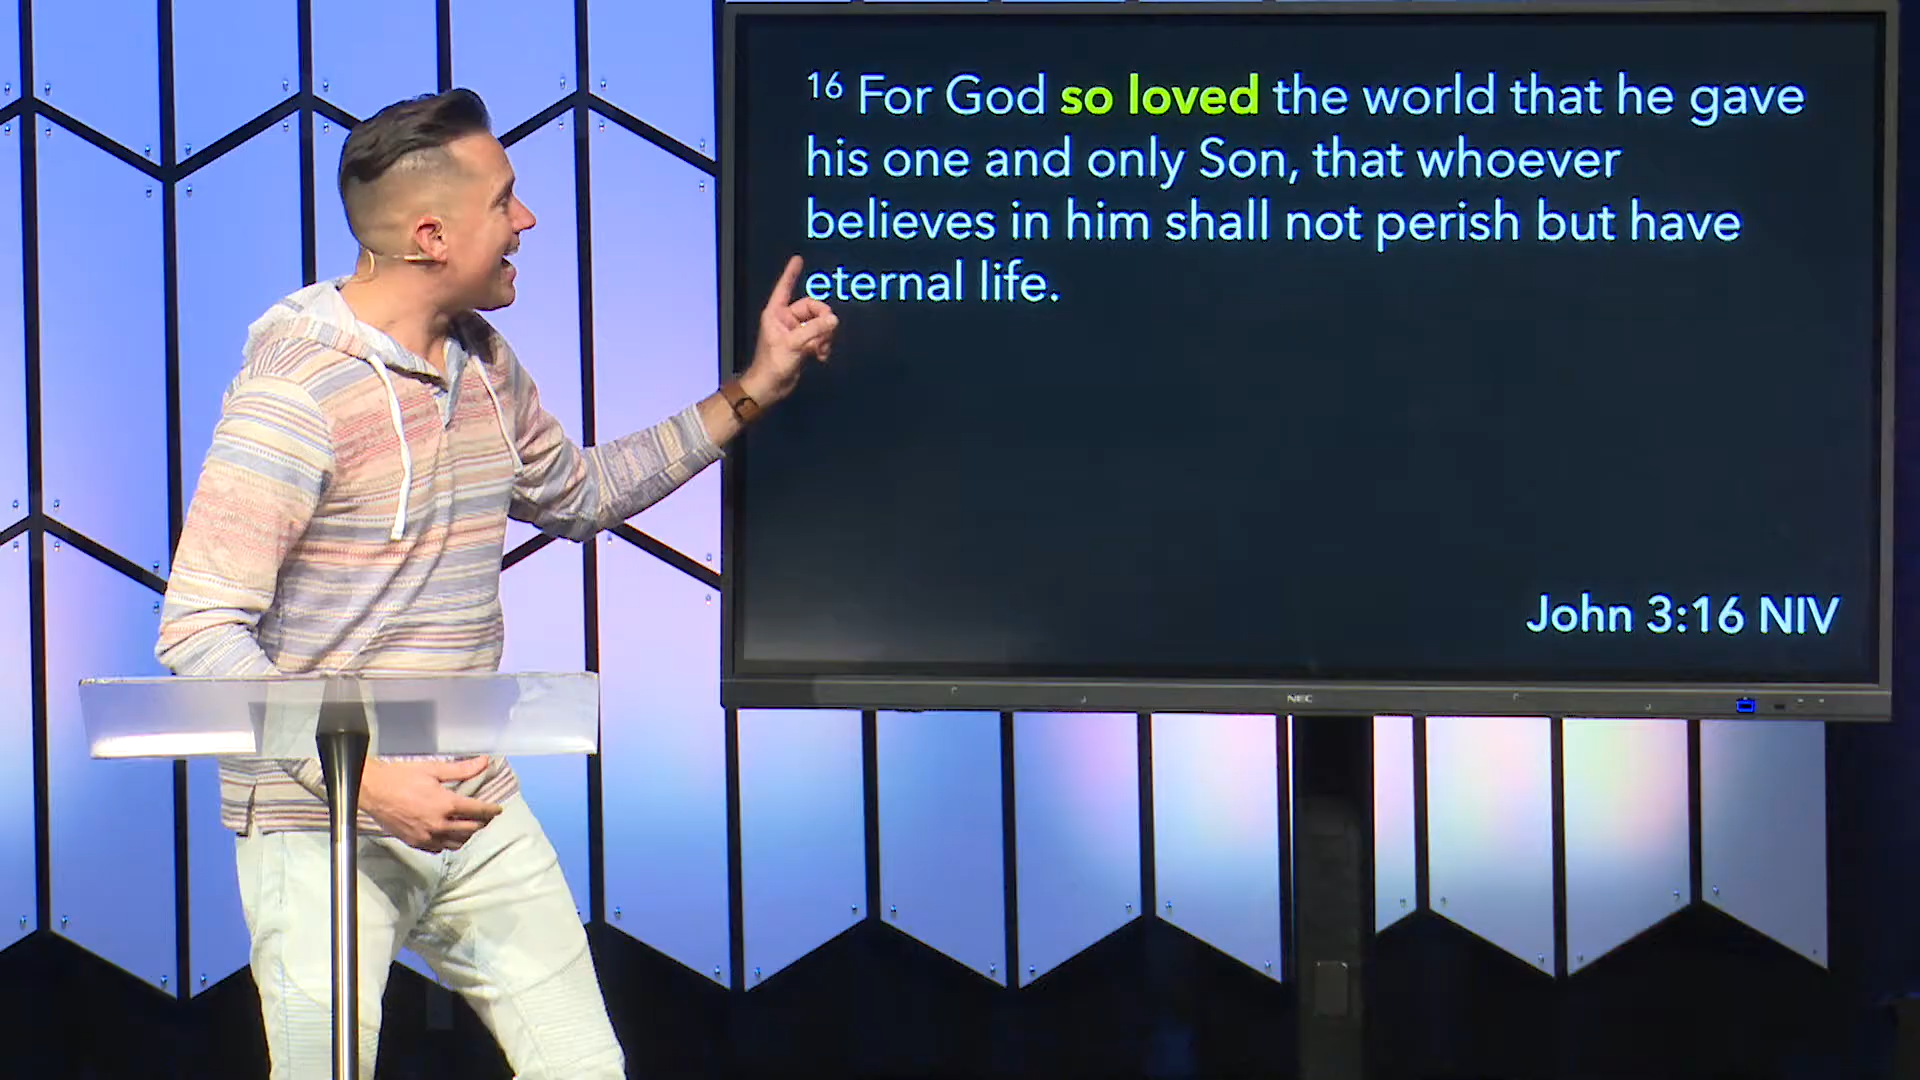 16 For God so loved the world that he gave
his one and only Son, that whoever
believes in him shall not perish but have
eternal life.
John 3:16 NIV
NEC